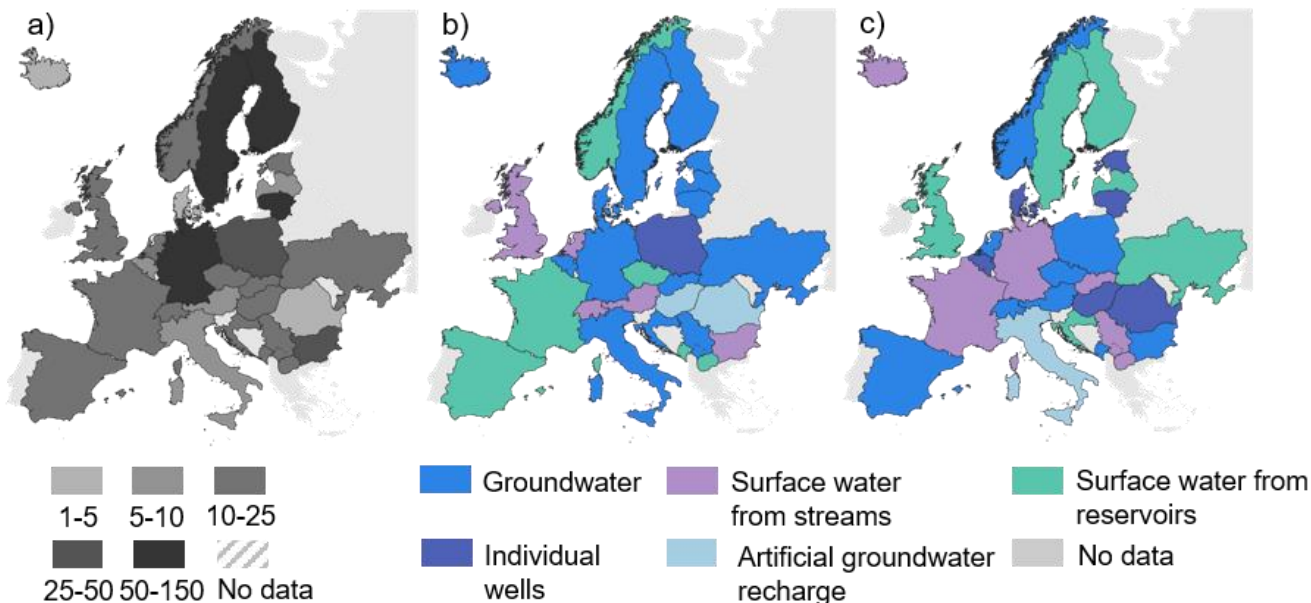 a)
b)
c)
1-5
5-10
10-25
25-50
50-150
No data
Groundwater
Surface water
from streams
Surface water from
reservoirs
Individual
wells
Artificial groundwater
recharge
No data